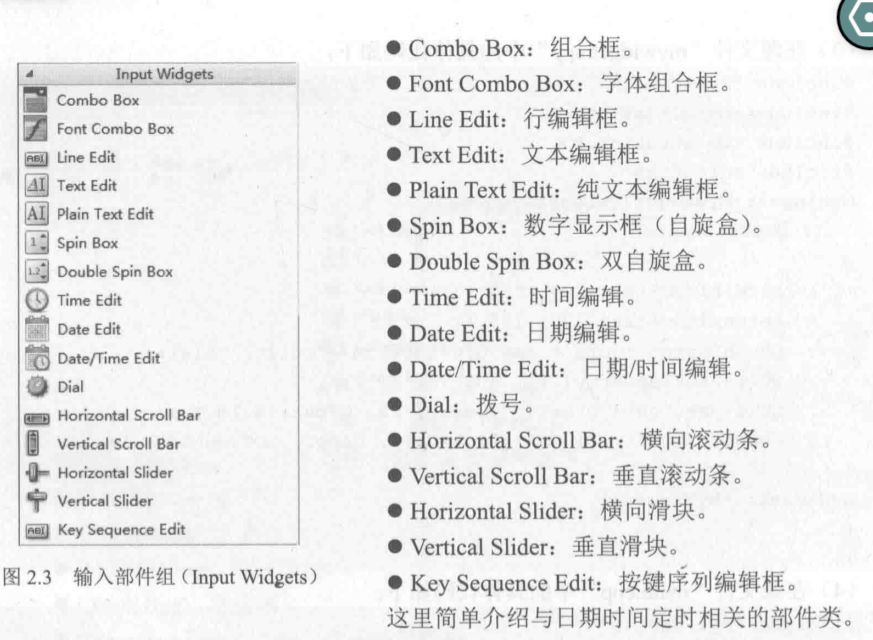 Input Widgets
Combo Box
Font Combo Box
Line Edit
Text Edit
Plain Text Edit
Spin Box
Double Spin Box
Time Edit
Date Edit
Date/Time Edit
Dial
Horizontal Scroll Bar
Vertical Scroll Bar
Horizontal Slider
Vertical Slider
Key Sequence Edit
图 2.3 输入部件组（Input Widgets）
● Combo Box：组合框。
● Font Combo Box：字体组合框。
● Line Edit：行编辑框。
● Text Edit：文本编辑框。
● Plain Text Edit：纯文本编辑框。
● Spin Box：数字显示框（自旋盒）。
● Double Spin Box：双自旋盒。
● Time Edit：时间编辑。
● Date Edit：日期编辑。
● Date/Time Edit：日期/时间编辑。
● Dial：拨号。
● Horizontal Scroll Bar：横向滚动条。
● Vertical Scroll Bar：垂直滚动条。
● Horizontal Slider：横向滑块。
● Vertical Slider：垂直滑块。
● Key Sequence Edit：按键序列编辑框。
这里简单介绍与日期时间定时相关的部件类。